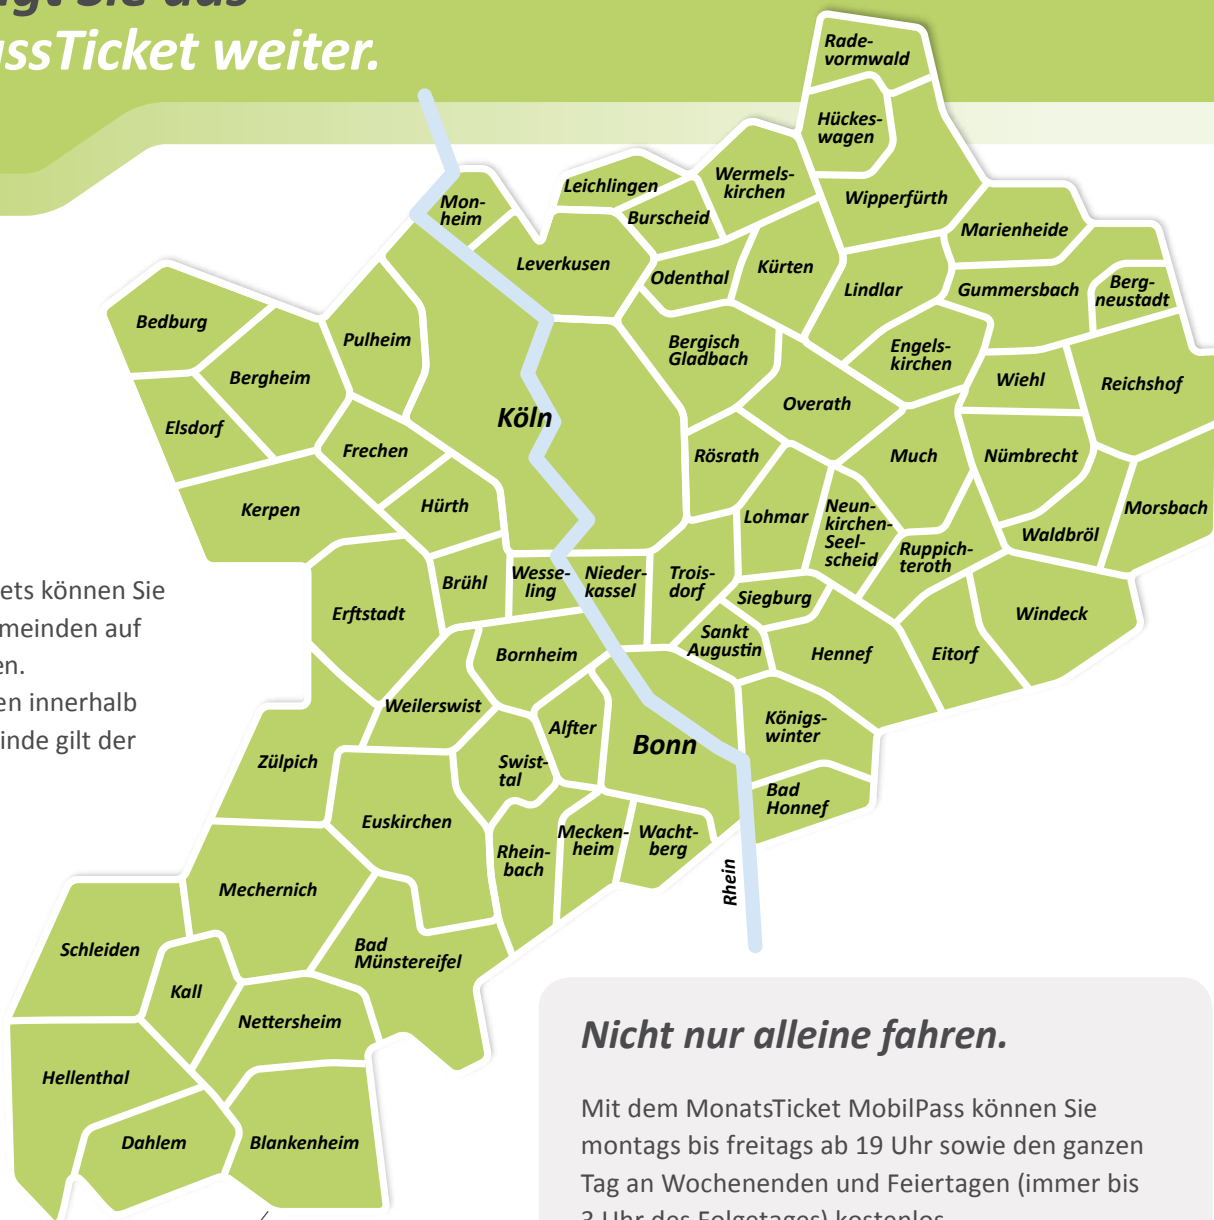 ssTicket weiter.
Rade-
vormwald
Hückes-
wagen
Wermels-
kirchen
Leichlingen
Wipperfürth
Mon-
heim
Burscheid
Marienheide
Leverkusen
Odenthal
Kürten
Lindlar
Gummersbach
Berg-
neustadt
Bedburg
Pulheim
Bergisch
Gladbach
Engels-
kirchen
Bergheim
Wiehl
Reichshof
Overath
Köln
Elsdorf
Frechen
Rösrath
Much
Nümbrecht
Kerpen
Hürth
Lohmar
Neun-
kirchen-
Seel-
scheid
Morsbach
Waldbröl
Ruppich-
teroth
Brühl
Wesse-
ling
Nieder-
kassel
Trois-
dorf
Siegburg
Erftstadt
Windeck
Sankt
Augustin
Bornheim
Hennef
Eitorf
ets können Sie
meinden auf
en.
en innerhalb
inde gilt der
Weilerswist
Alfter
Bonn
Königs-
winter
Zülpich
Swist-
tal
Bad
Honnef
Euskirchen
Rhein-
bach
Mecken-
heim
Wacht-
berg
Rhein
Mechernich
Schleiden
Bad
Münstereifel
Kall
Nettersheim
Hellenthal
Dahlem
Blankenheim
Nicht nur alleine fahren.
Mit dem MonatsTicket MobilPass können Sie
montags bis freitags ab 19 Uhr sowie den ganzen
Tag an Wochenenden und Feiertagen (immer bis
3 Uhr des Folgetages) kostenlos